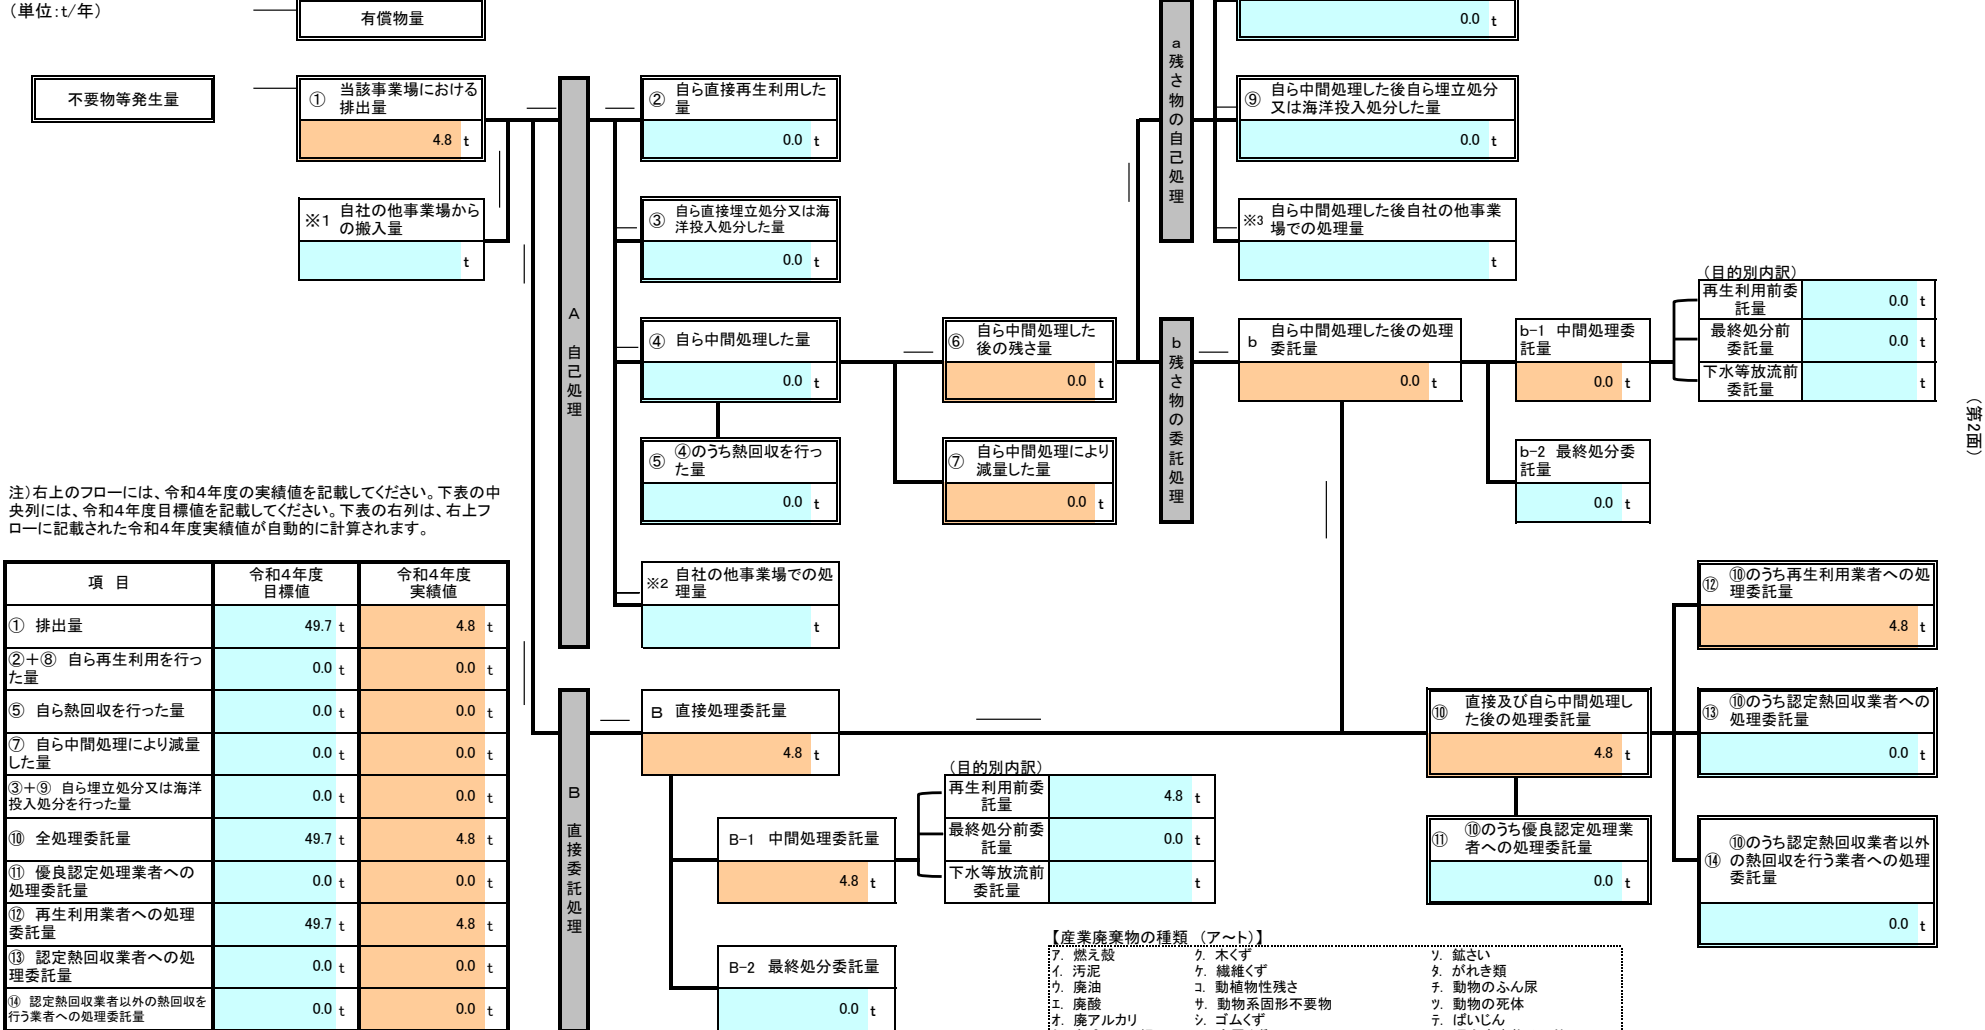 （単位：t/年）
有償物量
0.0 t
不要物等発生量
① 当該事業場における
排出量
4.8 t
※1 自社の他事業場から
の搬入量
t
A 自己処理
② 自ら直接再生利用した
量
0.0 t
③ 自ら直接埋立処分又は海
洋投入処分した量
0.0 t
④ 自ら中間処理した量
0.0 t
⑤ ④のうち熱回収を行っ
た量
0.0 t
※2 自社の他事業場での処
理量
t
⑥ 自ら中間処理した
後の残さ量
0.0 t
⑦ 自ら中間処理により
減量した量
0.0 t
a 残さ物の自己処理
⑨ 自ら中間処理した後自ら埋立処分
又は海洋投入処分した量
0.0 t
※3 自ら中間処理した後自社の他事業
場での処理量
t
b 残さ物の委託処理
b 自ら中間処理した後の処理
委託量
0.0 t
b-1 中間処理委
託量
0.0 t
b-2 最終処分委
託量
0.0 t
（目的別内訳）
再生利用前委
託量
0.0 t
最終処分前
委託量
0.0 t
下水等放流前
委託量
t
（第2面）
注）右上のフローには、令和4年度の実績値を記載してください。下表の中
央列には、令和4年度目標値を記載してください。下表の右列は、右上フ
ローに記載された令和4年度実績値が自動的に計算されます。
項 目 令和4年度
目標値 令和4年度
実績値
① 排出量 49.7 t 4.8 t
②＋⑧ 自ら再生利用を行っ
た量 0.0 t 0.0 t
⑤ 自ら熱回収を行った量 0.0 t 0.0 t
⑦ 自ら中間処理により減量
した量 0.0 t 0.0 t
③＋⑨ 自ら埋立処分又は海洋
投入処分を行った量 0.0 t 0.0 t
⑩ 全処理委託量 49.7 t 4.8 t
⑪ 優良認定処理業者への
処理委託量 0.0 t 0.0 t
⑫ 再生利用業者への処理
委託量 49.7 t 4.8 t
⑬ 認定熱回収業者への処
理委託量 0.0 t 0.0 t
⑭ 認定熱回収業者以外の熱回収を
行う業者への処理委託量 0.0 t 0.0 t
B 直接委託処理
B 直接処理委託量
4.8 t
B-1 中間処理委託量
4.8 t
B-2 最終処分委託量
0.0 t
（目的別内訳）
再生利用前委
託量
4.8 t
最終処分前委
託量
0.0 t
下水等放流前
委託量
t
⑩ 直接及び自ら中間処理し
た後の処理委託量
4.8 t
⑪ ⑩のうち優良認定処理業
者への処理委託量
0.0 t
⑫ ⑩のうち再生利用業者への処
理委託量
4.8 t
⑬ ⑩のうち認定熱回収業者への
処理委託量
0.0 t
⑭ ⑩のうち認定熱回収業者以外
の熱回収を行う業者への処理
委託量
0.0 t
【産業廃棄物の種類 （ア～ト）】
ア. 燃え殻 ク. 木くず ソ. 鉱さい
イ. 汚泥 ケ. 繊維くず タ. がれき類
ウ. 廃油 コ. 動植物性残さ チ. 動物のふん尿
エ. 廃酸 サ. 動物系固形不要物 ツ. 動物の死体
オ. 廃アルカリ シ. ゴムくず テ. ばいじん